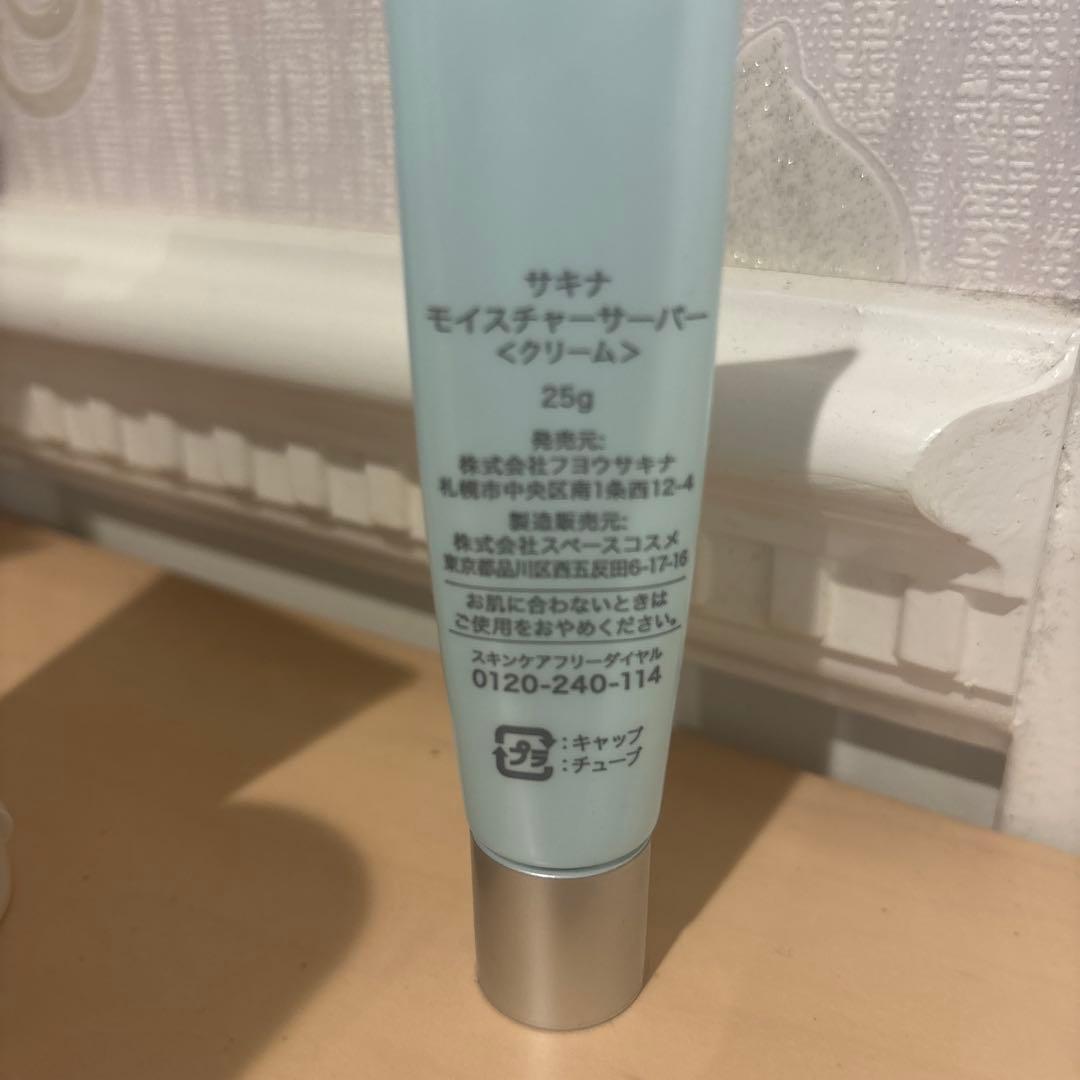 サキナ
モイスチャーサーバー
＜クリーム＞
25g
発売元:
株式会社フヨウサキナ
札幌市中央区南1条西12-4
製造販売元:
株式会社スペースコスメ
東京都品川区西五反田6-17-16
お肌に合わないときは
ご使用をおやめください。
スキンケアフリーダイヤル
0120-240-114
プラ:キャップ
:チューブ